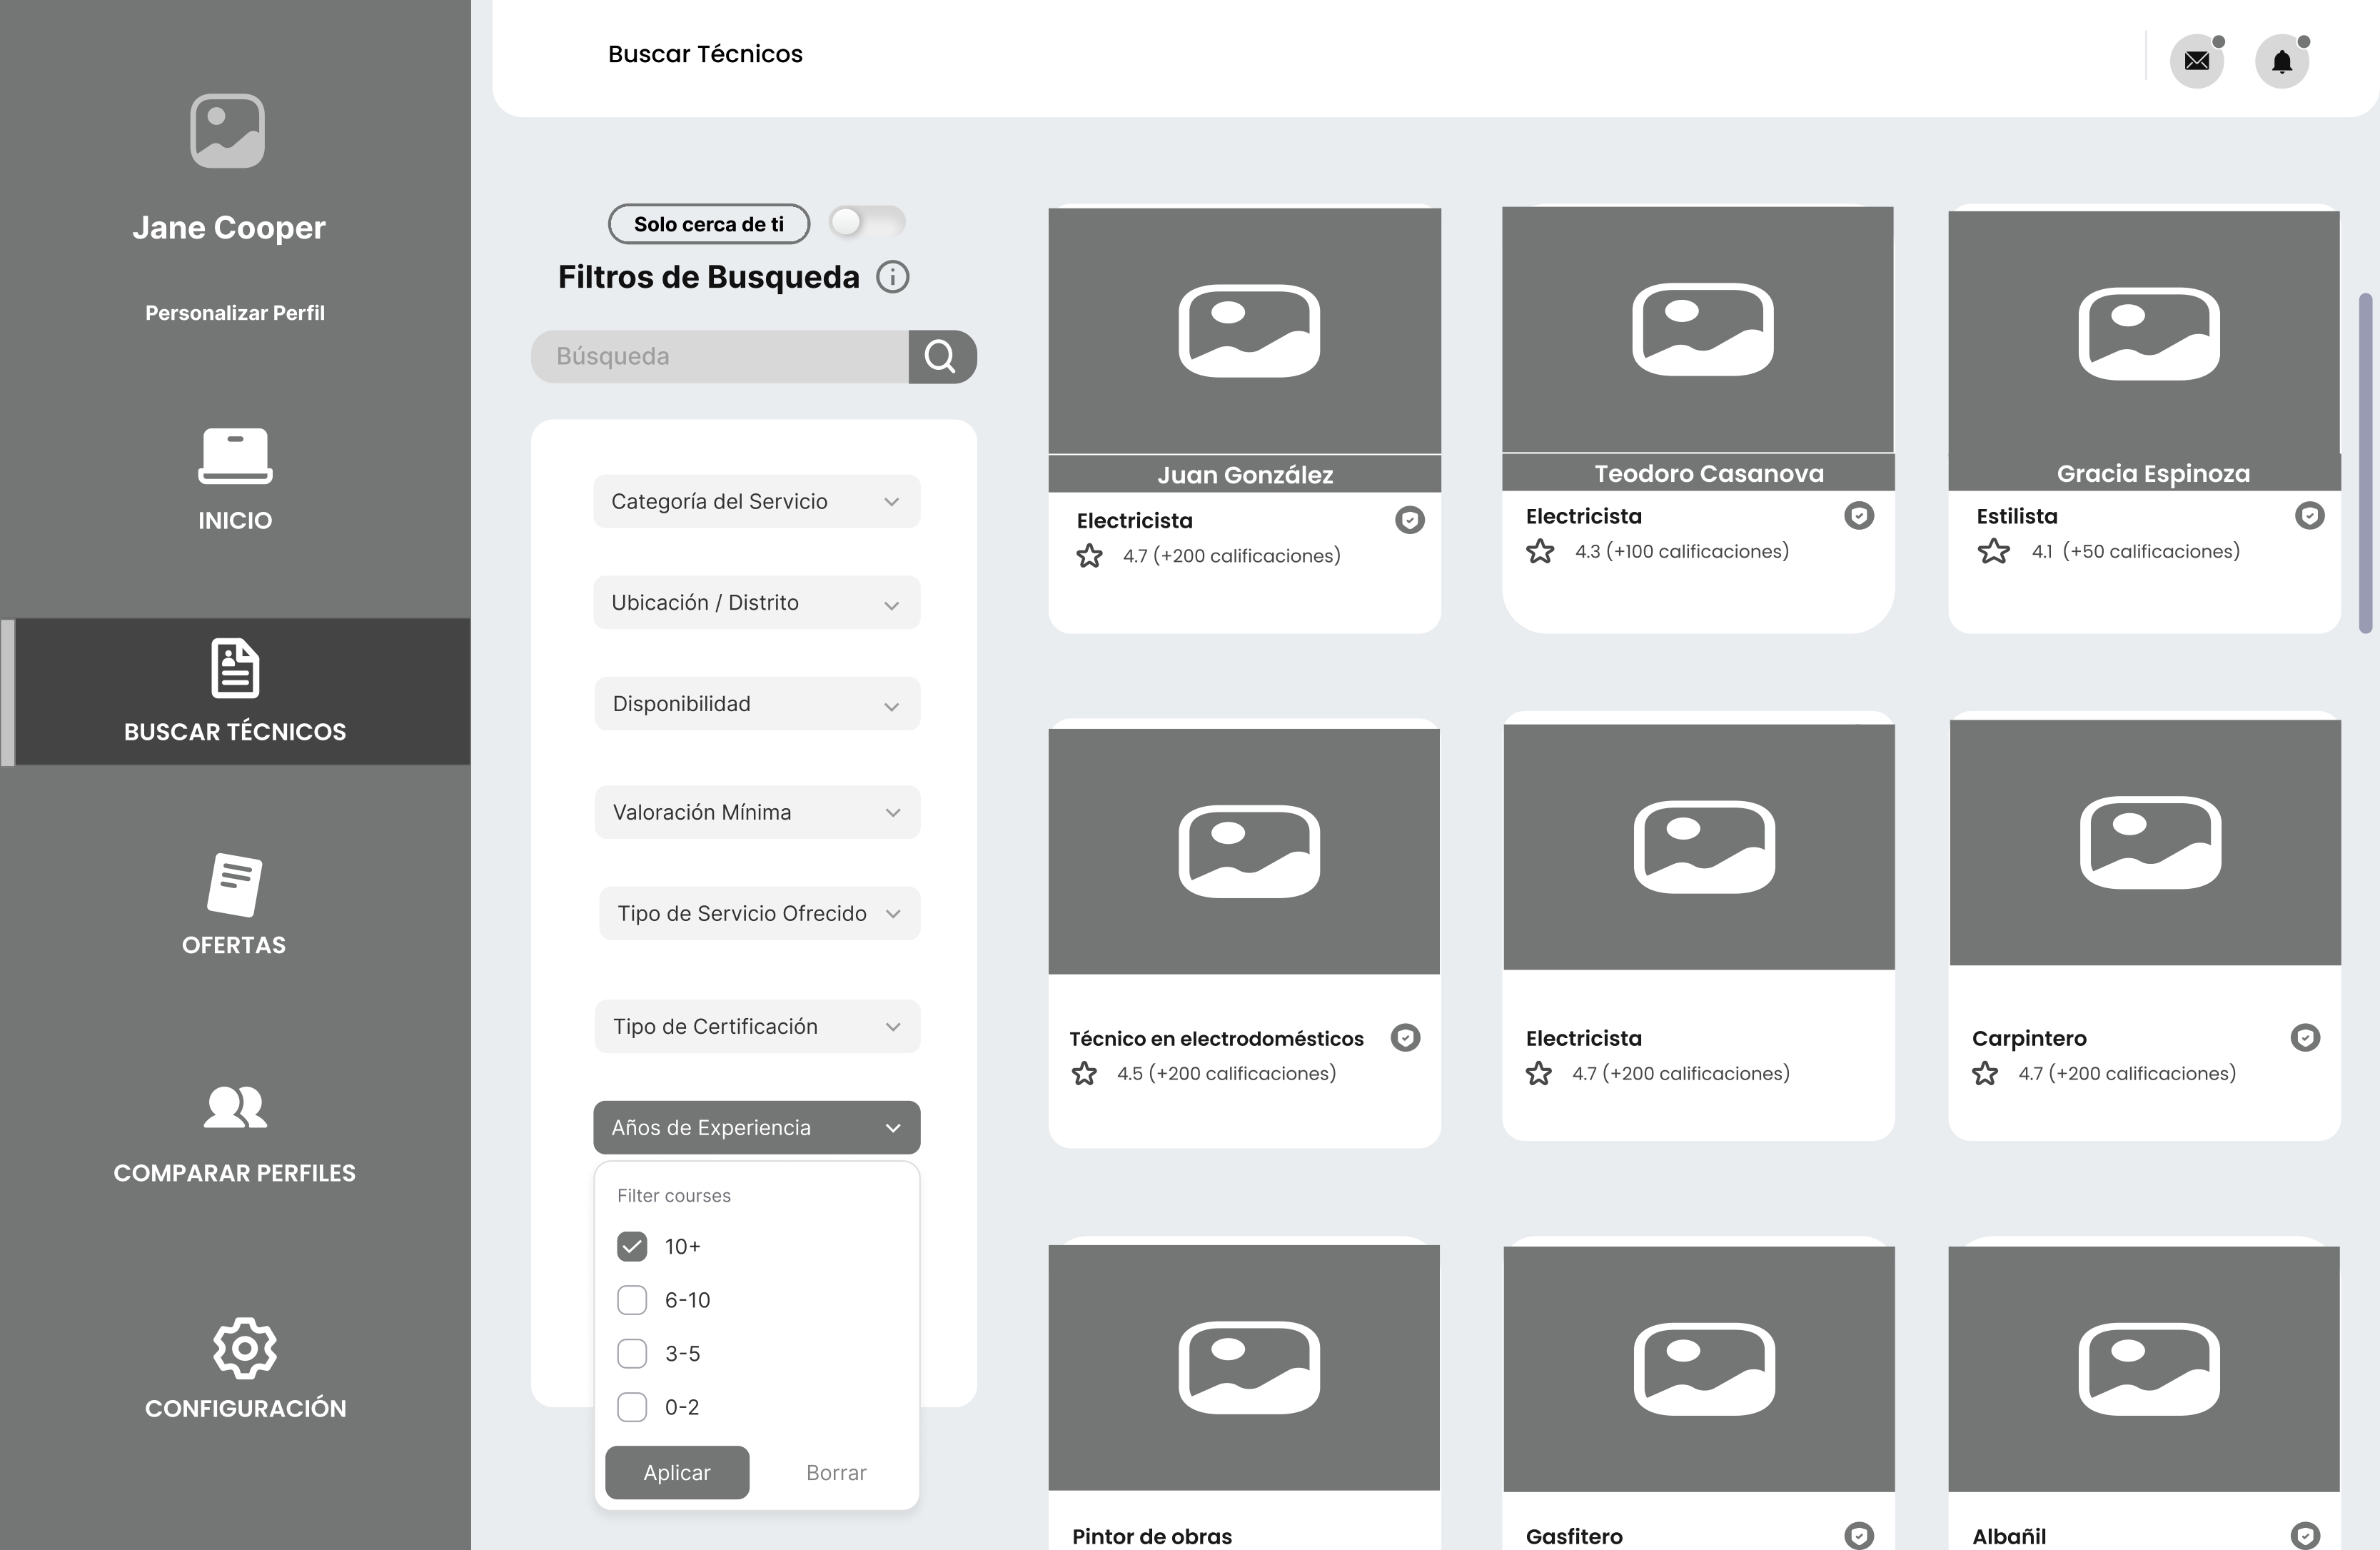 Jane Cooper
Personalizar Perfil
INICIO
BUSCAR TÉCNICOS
OFERTAS
COMPARAR PERFILES
CONFIGURACIÓN
Buscar Técnicos
Solo cerca de ti
Filtros de Busqueda
Búsqueda
Categoría del Servicio
Ubicación / Distrito
Disponibilidad
Valoración Mínima
Tipo de Servicio Ofrecido
Tipo de Certificación
Años de Experiencia
Filter courses
10+
6-10
3-5
0-2
Aplicar
Borrar
Juan González
Electricista
4.7 (+200 calificaciones)
Teodoro Casanova
Electricista
4.3 (+100 calificaciones)
Gracia Espinoza
Estilista
4.1 (+50 calificaciones)
Técnico en electrodomésticos
4.5 (+200 calificaciones)
Electricista
4.7 (+200 calificaciones)
Carpintero
4.7 (+200 calificaciones)
Pintor de obras
Gasfitero
Albañil